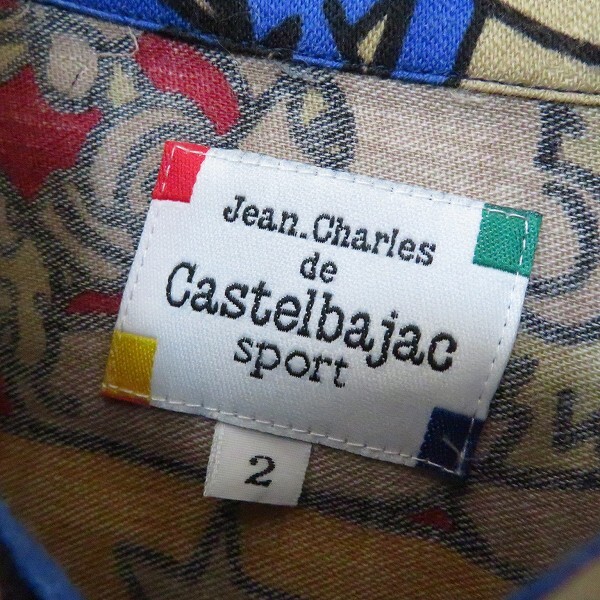 Jean.Charles
de
Castelbajac
sport
2